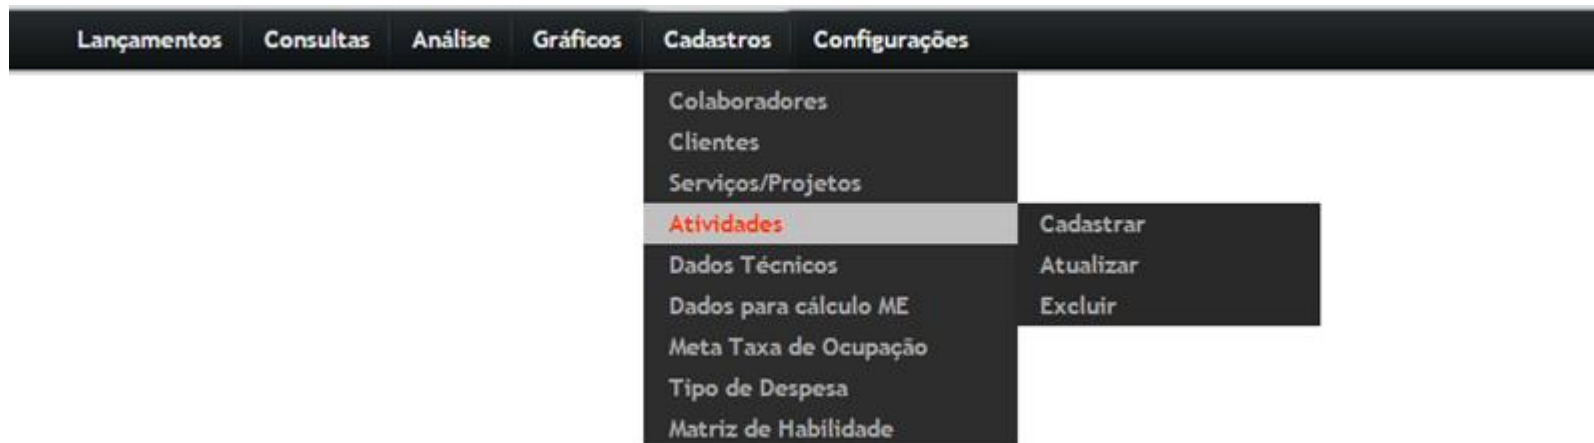 Lançamentos Consultas Análise Gráficos Cadastros Configurações
Colaboradores
Clientes
Serviços/Projetos
Atividades Cadastrar
Dados Técnicos Atualizar
Dados para cálculo ME Excluir
Meta Taxa de Ocupação
Tipo de Despesa
Matriz de Habilidade